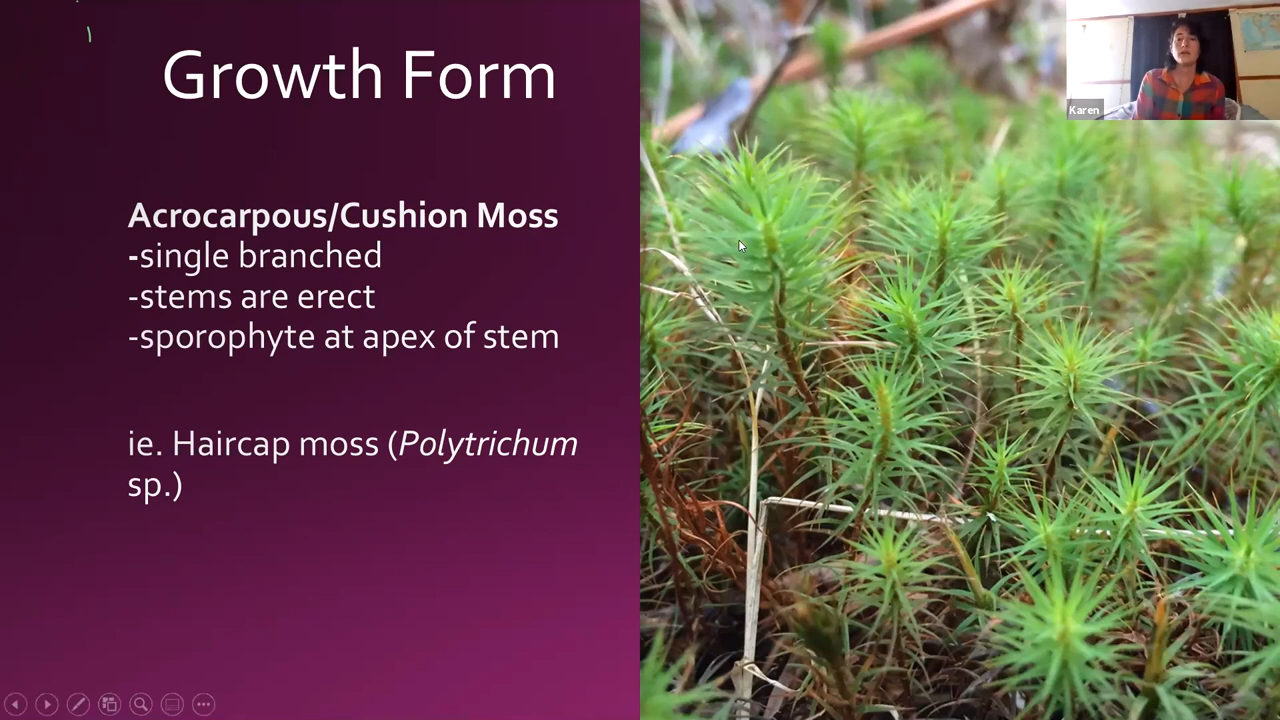 Growth Form
Acrocarpous/Cushion Moss
-single branched
-stems are erect
-sporophyte at apex of stem
ie. Haircap moss (Polytrichum
sp.)
Karen